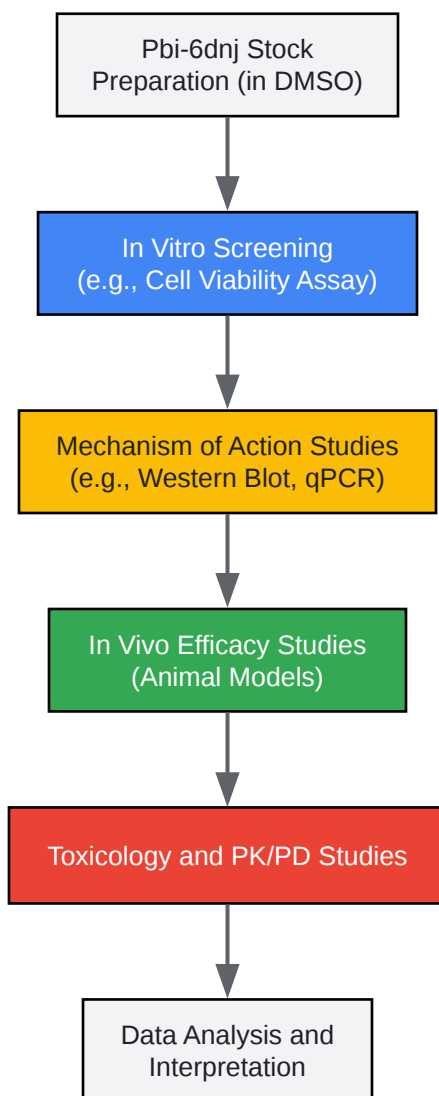 Pbi-6dnj Stock
Preparation (in DMSO)
In Vitro Screening
(e.g., Cell Viability Assay)
Mechanism of Action Studies
(e.g., Western Blot, qPCR)
In Vivo Efficacy Studies
(Animal Models)
Toxicology and PK/PD Studies
Data Analysis and
Interpretation